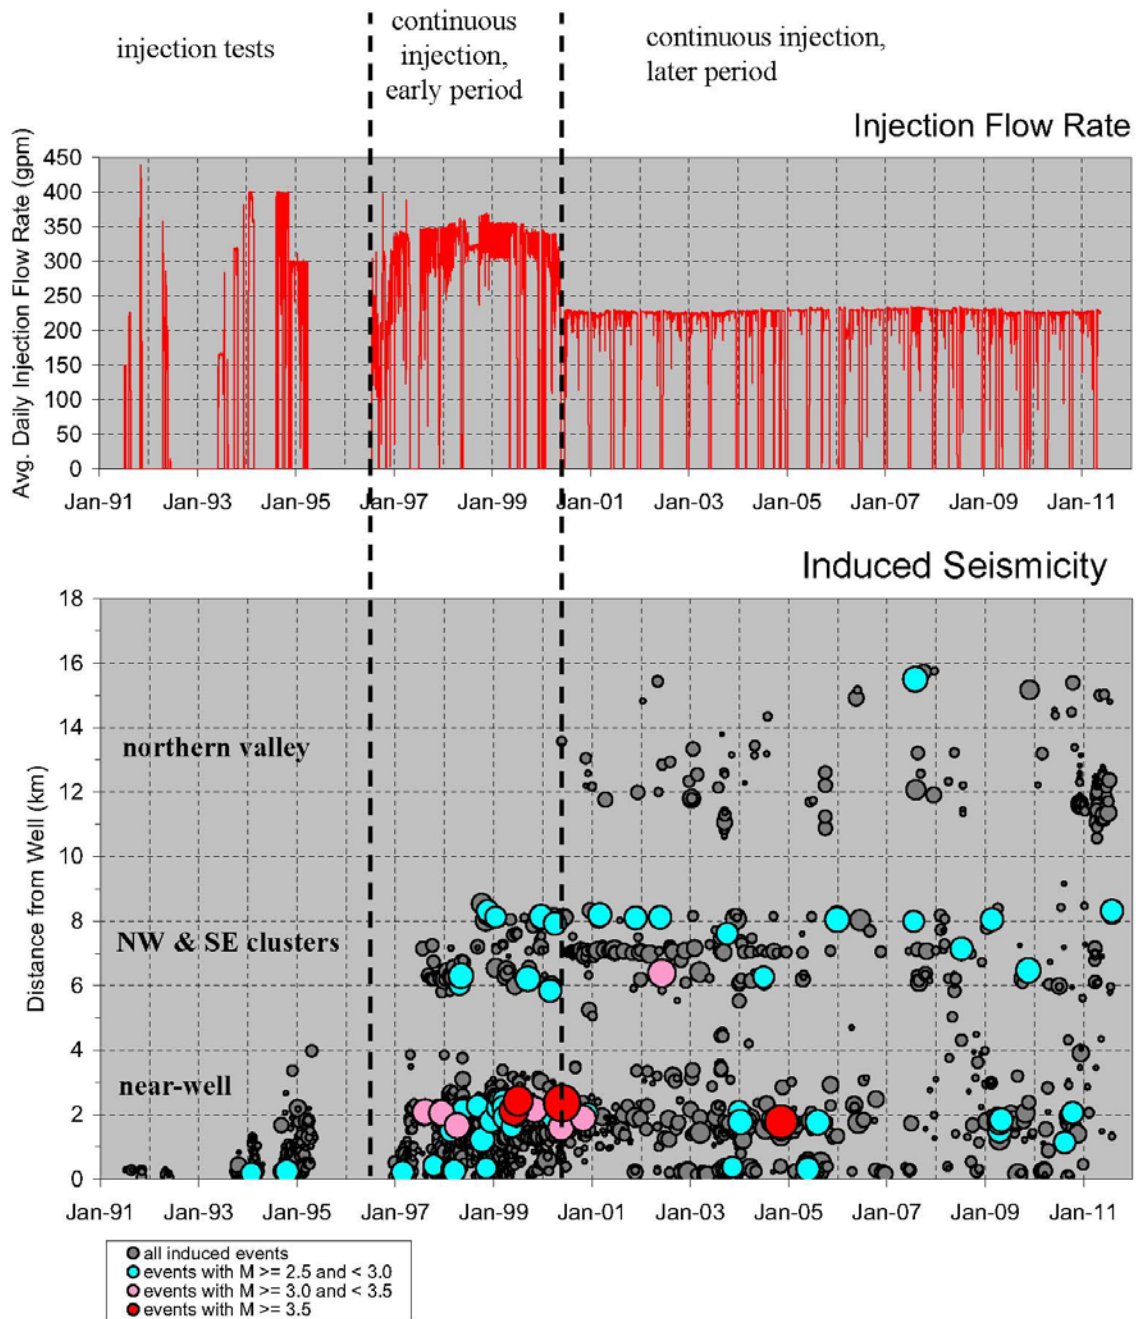 injection tests
continuous
injection,
early period
continuous injection,
later period
Injection Flow Rate
Avg. Daily Injection Flow Rate (gpm)
450
400
350
300
250
200
150
100
50
0
Jan-91 Jan-93 Jan-95 Jan-97 Jan-99 Jan-01 Jan-03 Jan-05 Jan-07 Jan-09 Jan-11
Induced Seismicity
Distance from Well (km)
18
16
14
northern valley
12
10
8
NW & SE clusters
6
4
near-well
2
0
Jan-91 Jan-93 Jan-95 Jan-97 Jan-99 Jan-01 Jan-03 Jan-05 Jan-07 Jan-09 Jan-11
all induced events
events with M >= 2.5 and < 3.0
events with M >= 3.0 and < 3.5
events with M >= 3.5